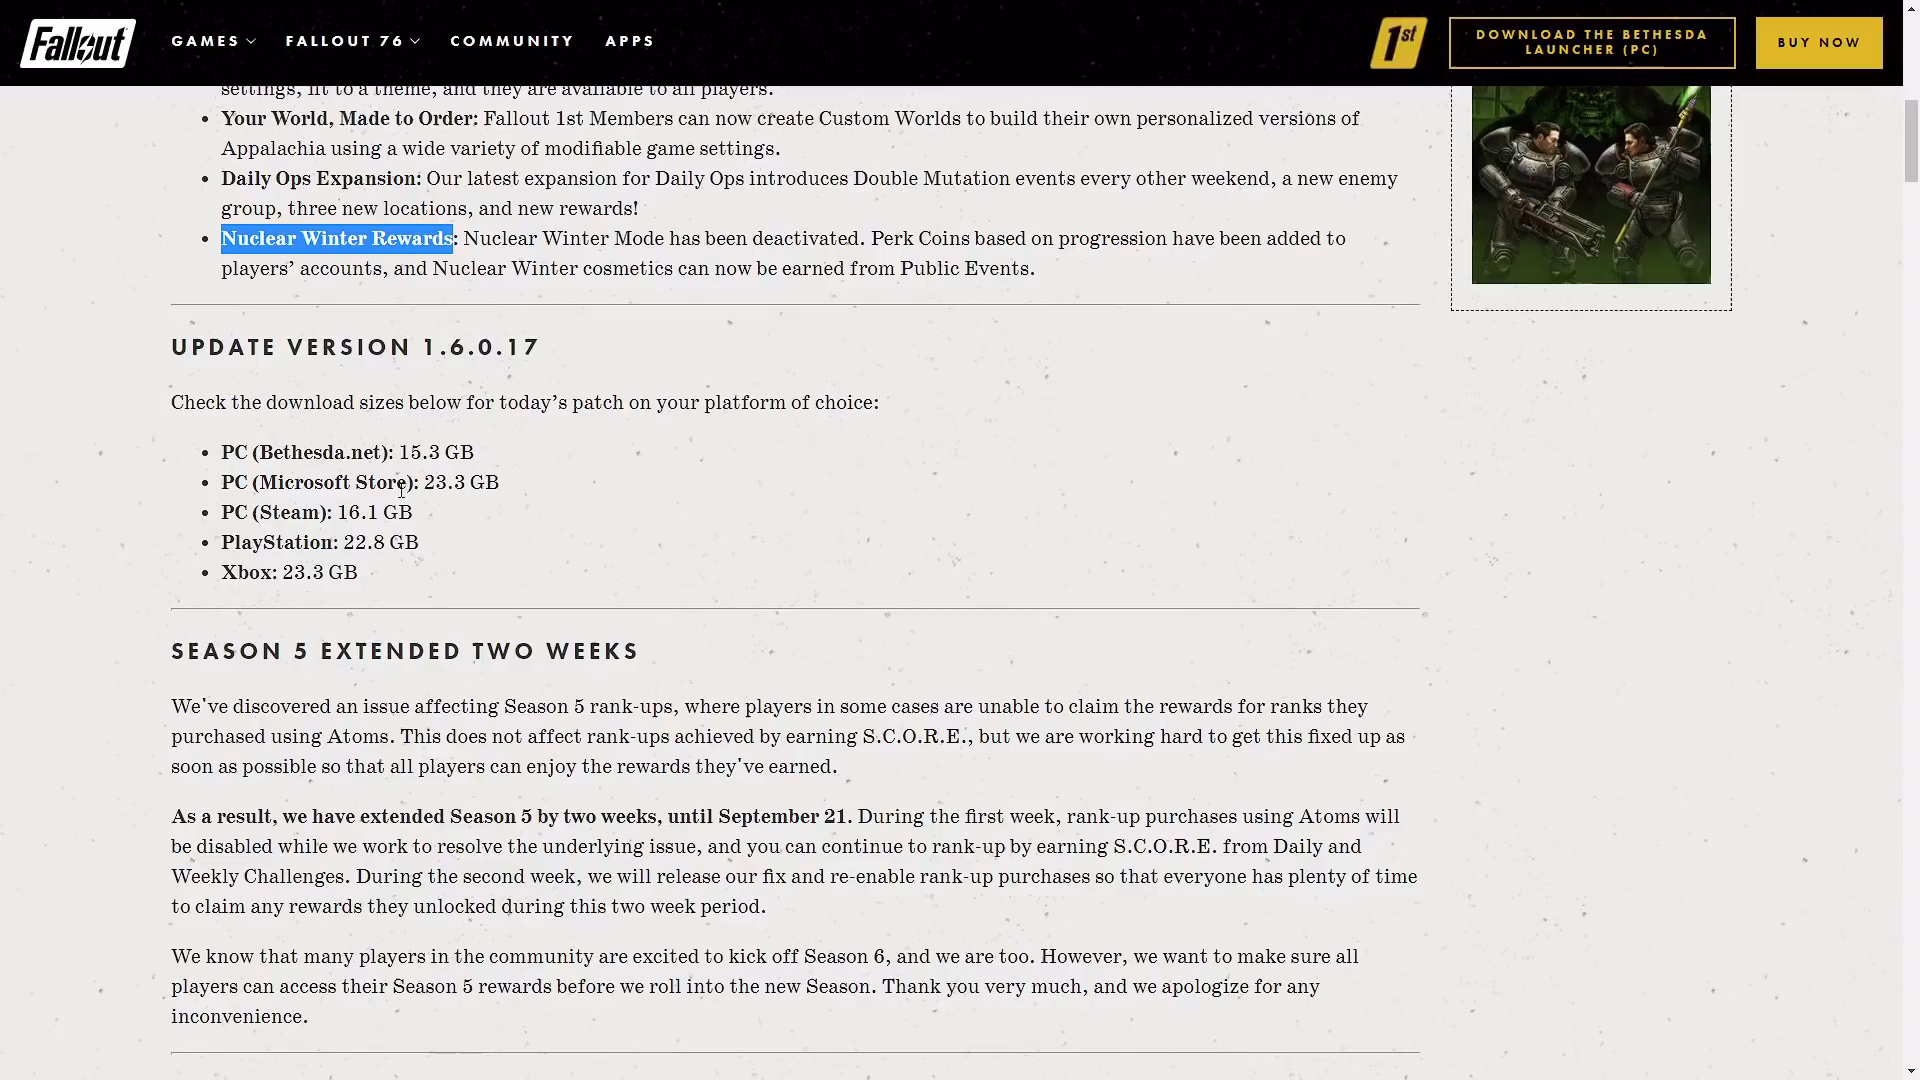 Fallout
GAMES
FALLOUT 76
COMMUNITY
APPS
1st
DOWNLOAD THE BETHESDA
LAUNCHER (PC)
BUY NOW
settings, fit to a theme, and they are available to all players.
• Your World, Made to Order: Fallout 1st Members can now create Custom Worlds to build their own personalized versions of
Appalachia using a wide variety of modifiable game settings.
• Daily Ops Expansion: Our latest expansion for Daily Ops introduces Double Mutation events every other weekend, a new enemy
group, three new locations, and new rewards!
• Nuclear Winter Rewards: Nuclear Winter Mode has been deactivated. Perk Coins based on progression have been added to
players’ accounts, and Nuclear Winter cosmetics can now be earned from Public Events.
UPDATE VERSION 1.6.0.17
Check the download sizes below for today’s patch on your platform of choice:
• PC (Bethesda.net): 15.3 GB
• PC (Microsoft Store): 23.3 GB
• PC (Steam): 16.1 GB
• PlayStation: 22.8 GB
• Xbox: 23.3 GB
SEASON 5 EXTENDED TWO WEEKS
We've discovered an issue affecting Season 5 rank-ups, where players in some cases are unable to claim the rewards for ranks they
purchased using Atoms. This does not affect rank-ups achieved by earning S.C.O.R.E., but we are working hard to get this fixed up as
soon as possible so that all players can enjoy the rewards they've earned.
As a result, we have extended Season 5 by two weeks, until September 21. During the first week, rank-up purchases using Atoms will
be disabled while we work to resolve the underlying issue, and you can continue to rank-up by earning S.C.O.R.E. from Daily and
Weekly Challenges. During the second week, we will release our fix and re-enable rank-up purchases so that everyone has plenty of time
to claim any rewards they unlocked during this two week period.
We know that many players in the community are excited to kick off Season 6, and we are too. However, we want to make sure all
players can access their Season 5 rewards before we roll into the new Season. Thank you very much, and we apologize for any
inconvenience.